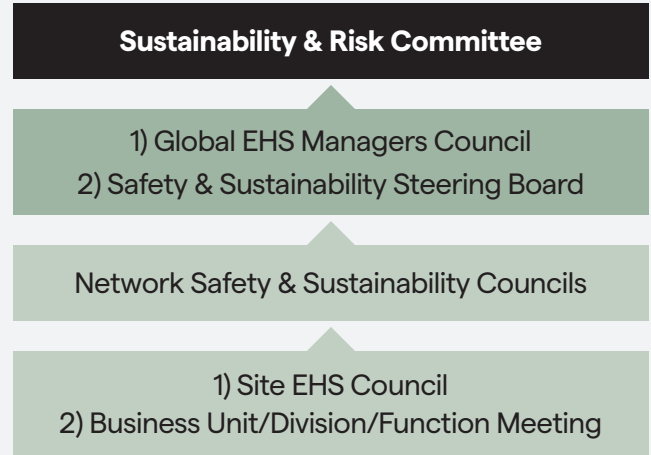 Sustainability & Risk Committee
1) Global EHS Managers Council
2) Safety & Sustainability Steering Board
Network Safety & Sustainability Councils
1) Site EHS Council
2) Business Unit/Division/Function Meeting